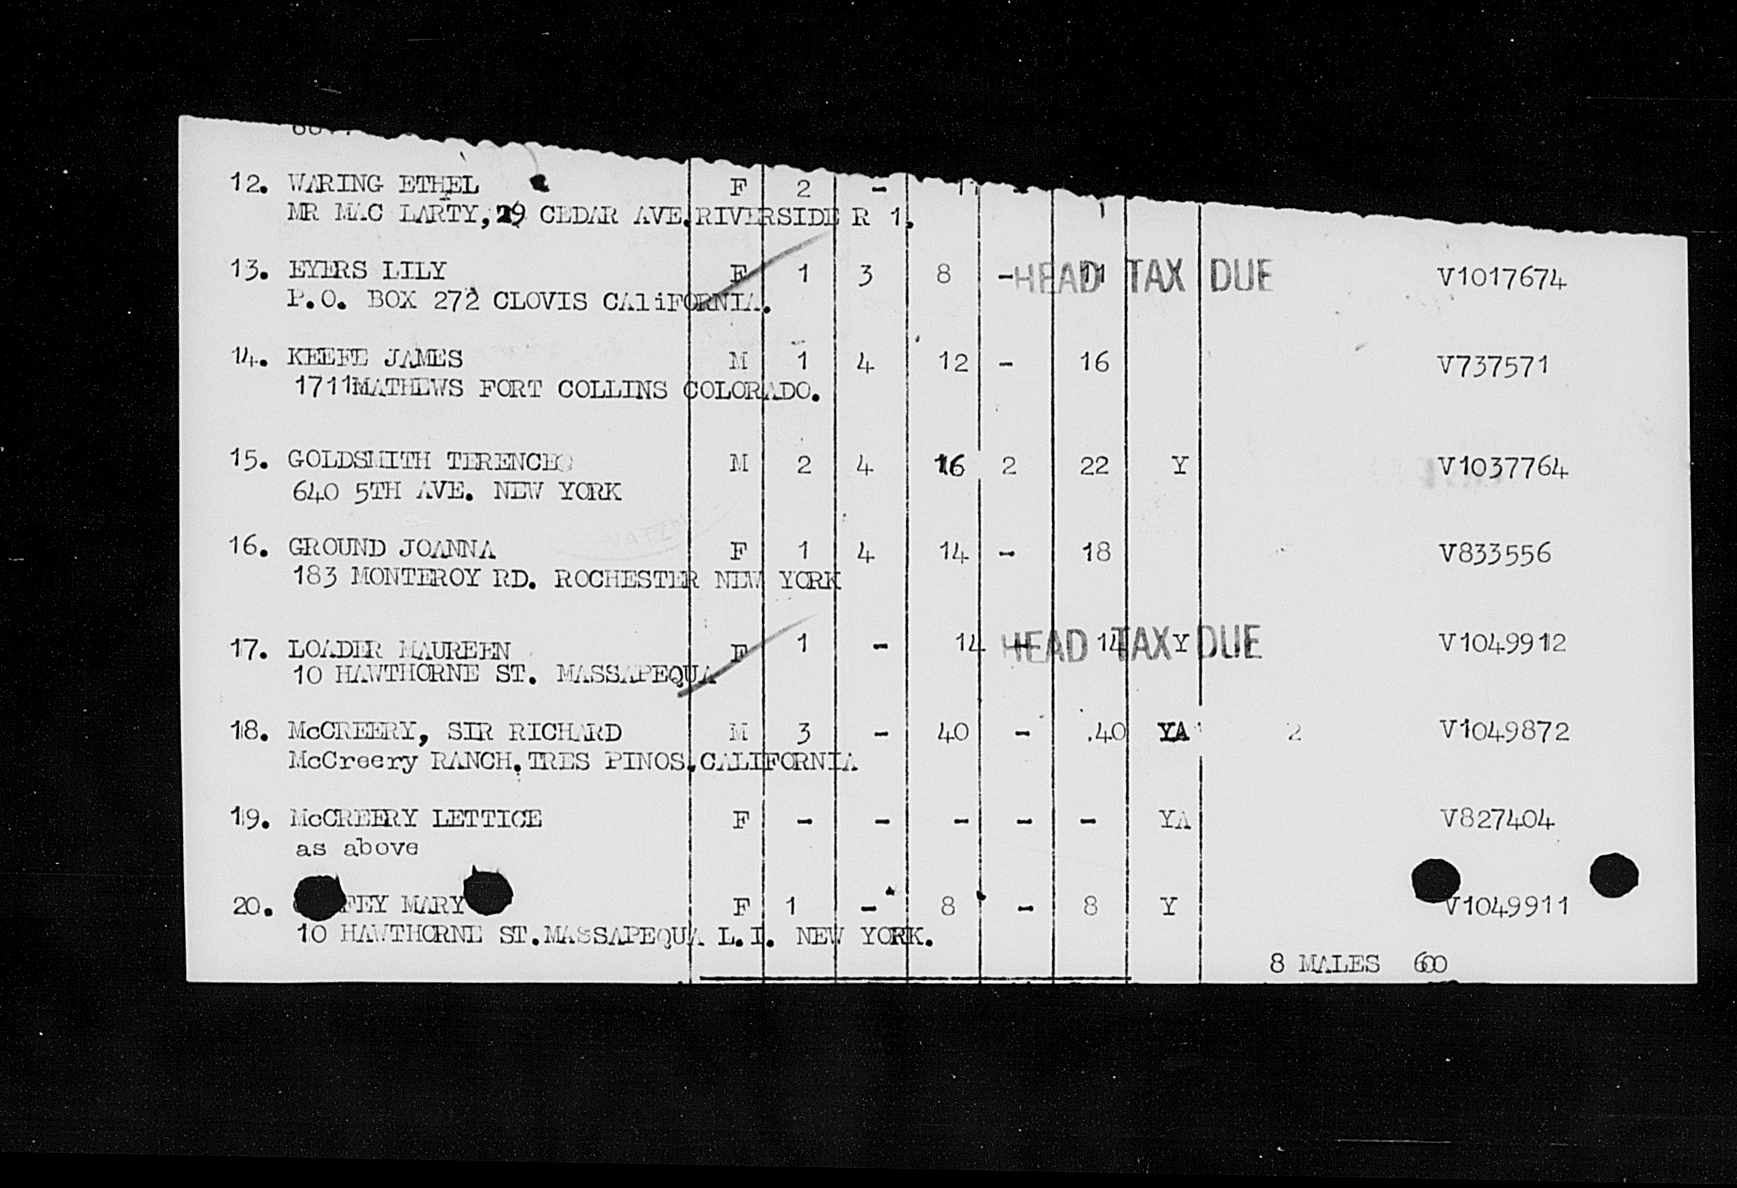 12. WARING ETHEL F 2 - 11 -
MR MAC LARTY, 29 CEDAR AVE. RIVERSIDE R 1.
13. EYERS LILY F 1 3 8 - 11 HEAD TAX DUE V1017674
P.O. BOX 272 CLOVIS CAliFORNIA.
14. KEEFE JAMES M 1 4 12 - 16 V737571
1711MATHEWS FORT COLLINS COLORADO.
15. GOLDSMITH TERENCE M 2 4 16 2 22 Y V1037764
640 5TH AVE. NEW YORK
16. GROUND JOANNA F 1 4 14 - 18 V833556
183 MONTEROY RD. ROCHESTER NEW YORK
17. LOADER MAUREEN F 1 - 14 - 14 Y HEAD TAX DUE V1049912
10 HAWTHORNE ST. MASSAPEQUA
18. McCREERY, SIR RICHARD M 3 - 40 - .40 YA 2 V1049872
McCreery RANCH. TRES PINOS. CALIFORNIA
19. McCREERY LETTICE F - - - - - YA V827404
as above
20. MARY F 1 - 8 - 8 Y V1049911
10 HAWTHORNE ST. MASSAPEQUA L.I. NEW YORK.
8 MALES 600